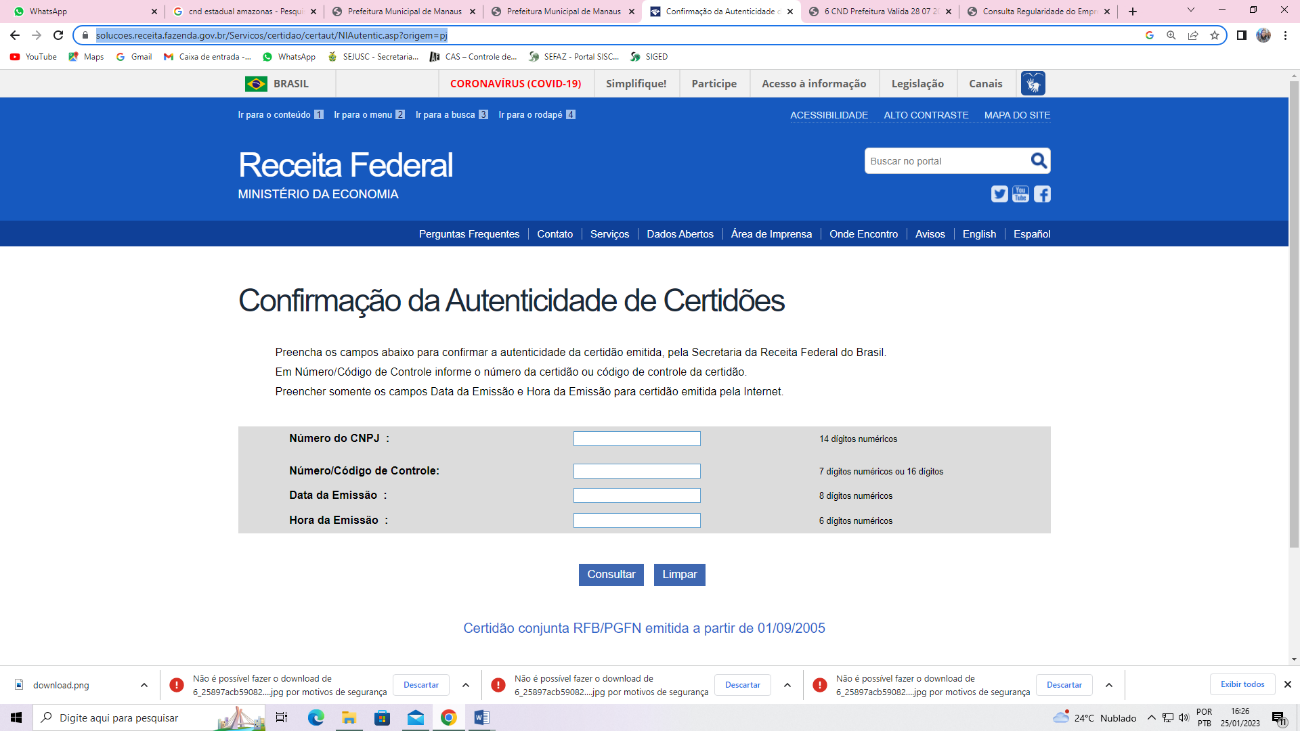 WhatsApp
cnd estadual amazonas - Pesqui
Prefeitura Municipal de Manaus
Prefeitura Municipal de Manaus
Confirmação da Autenticidade d
6 CND Prefeitura Valida 28 07 2
Consulta Regularidade do Empre
solucoes.receita.fazenda.gov.br/Servicos/certidao/certaut/NIAutentic.asp?origem=pj
YouTube
Maps
Gmail
Caixa de entrada -...
WhatsApp
SEJUSC - Secretaria...
CAS – Controle de...
SEFAZ - Portal SISC...
SIGED
BRASIL
CORONAVÍRUS (COVID-19)
Simplifique!
Participe
Acesso à informação
Legislação
Canais
Ir para o conteúdo 1
Ir para o menu 2
Ir para a busca 3
Ir para o rodapé 4
ACESSIBILIDADE
ALTO CONTRASTE
MAPA DO SITE
Receita Federal
MINISTÉRIO DA ECONOMIA
Buscar no portal
You Tube
Perguntas Frequentes
Contato
Serviços
Dados Abertos
Área de Imprensa
Onde Encontro
Avisos
English
Español
Confirmação da Autenticidade de Certidões
Preencha os campos abaixo para confirmar a autenticidade da certidão emitida, pela Secretaria da Receita Federal do Brasil.
Em Número/Código de Controle informe o número da certidão ou código de controle da certidão.
Preencher somente os campos Data da Emissão e Hora da Emissão para certidão emitida pela Internet.
Número do CNPJ :
14 dígitos numéricos
Número/Código de Controle:
7 dígitos numéricos ou 16 dígitos
Data da Emissão :
8 dígitos numéricos
Hora da Emissão :
6 dígitos numéricos
Consultar
Limpar
Certidão conjunta RFB/PGFN emitida a partir de 01/09/2005
download.png
Não é possível fazer o download de
6_25897acb59082....jpg por motivos de segurança
Descartar
Não é possível fazer o download de
6_25897acb59082....jpg por motivos de segurança
Descartar
Não é possível fazer o download de
6_25897acb59082....jpg por motivos de segurança
Descartar
Exibir todos
Digite aqui para pesquisar
24°C Nublado
POR
PTB
16:26
25/01/2023
11